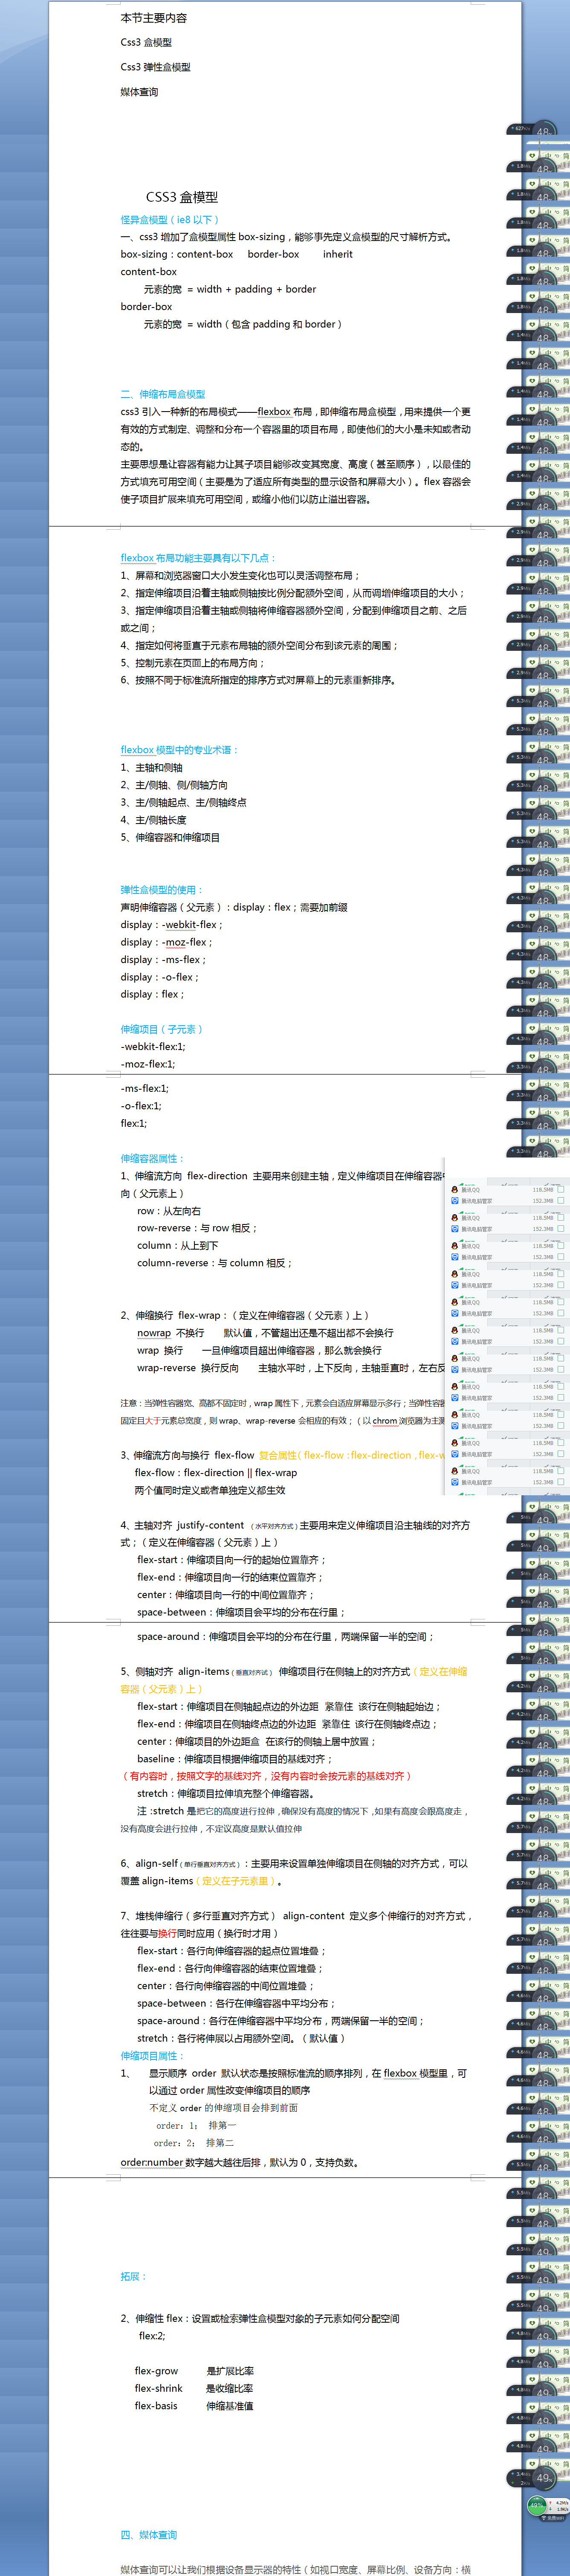 本节主要内容
Css3 盒模型
Css3 弹性盒模型
媒体查询
CSS3 盒模型
怪异盒模型（ie8 以下）
一、css3 增加了盒模型属性 box-sizing，能够事先定义盒模型的尺寸解析方式。
box-sizing：content-box border-box inherit
content-box
元素的宽 = width + padding + border
border-box
元素的宽 = width（包含 padding 和 border）
二、伸缩布局盒模型
css3 引入一种新的布局模式——flexbox 布局，即伸缩布局盒模型，用来提供一个更
有效的方式制定、调整和分布一个容器里的项目布局，即使他们的大小是未知或者动
态的。
主要思想是让容器有能力让其子项目能够改变其宽度、高度（甚至顺序），以最佳的
方式填充可用空间（主要是为了适应所有类型的显示设备和屏幕大小）。flex 容器会
使子项目扩展来填充可用空间，或缩小他们以防止溢出容器。
flexbox 布局功能主要具有以下几点：
1、屏幕和浏览器窗口大小发生变化也可以灵活调整布局；
2、指定伸缩项目沿着主轴或侧轴按比例分配额外空间，从而调增伸缩项目的大小；
3、指定伸缩项目沿着主轴或侧轴将伸缩容器额外空间，分配到伸缩项目之前、之后
或之间；
4、指定如何将垂直于元素布局轴的额外空间分布到该元素的周围；
5、控制元素在页面上的布局方向；
6、按照不同于标准流所指定的排序方式对屏幕上的元素重新排序。
flexbox 模型中的专业术语：
1、主轴和侧轴
2、主/侧轴、侧/侧轴方向
3、主/侧轴起点、主/侧轴终点
4、主/侧轴长度
5、伸缩容器和伸缩项目
弹性盒模型的使用：
声明伸缩容器（父元素）：display：flex；需要加前缀
display：-webkit-flex；
display：-moz-flex；
display：-ms-flex；
display：-o-flex；
display：flex；
伸缩项目（子元素）
-webkit-flex:1;
-moz-flex:1;
-ms-flex:1;
-o-flex:1;
flex:1;
伸缩容器属性：
1、伸缩流方向 flex-direction 主要用来创建主轴，定义伸缩项目在伸缩容器中
向（父元素上）
row：从左向右
row-reverse：与 row 相反；
column：从上到下
column-reverse：与 column 相反；
2、伸缩换行 flex-wrap：（定义在伸缩容器（父元素）上）
nowrap 不换行 默认值，不管超出还是不超出都不会换行
wrap 换行 一旦伸缩项目超出伸缩容器，那么就会换行
wrap-reverse 换行反向 主轴水平时，上下反向，主轴垂直时，左右反
注意：当弹性容器宽、高都不固定时，wrap 属性下，元素会自适应屏幕显示多行；当弹性容器
固定且大于元素总宽度，则 wrap、wrap-reverse 会相应的有效；（以 chrom 浏览器为主测
3、伸缩流方向与换行 flex-flow 复合属性（flex-flow：flex-direction，flex-w
flex-flow：flex-direction || flex-wrap
两个值同时定义或者单独定义都生效
4、主轴对齐 justify-content （水平对齐方式）主要用来定义伸缩项目沿主轴线的对齐方
式；（定义在伸缩容器（父元素）上）
flex-start：伸缩项目向一行的起始位置靠齐；
flex-end：伸缩项目向一行的结束位置靠齐；
center：伸缩项目向一行的中间位置靠齐；
space-between：伸缩项目会平均的分布在行里；
space-around：伸缩项目会平均的分布在行里，两端保留一半的空间；
5、侧轴对齐 align-items（垂直对齐试） 伸缩项目行在侧轴上的对齐方式（定义在伸缩
容器（父元素）上）
flex-start：伸缩项目在侧轴起点边的外边距 紧靠住 该行在侧轴起始边；
flex-end：伸缩项目在侧轴终点边的外边距 紧靠住 该行在侧轴终点边；
center：伸缩项目的外边距盒 在该行的侧轴上居中放置；
baseline：伸缩项目根据伸缩项目的基线对齐；
（有内容时，按照文字的基线对齐，没有内容时会按元素的基线对齐）
stretch：伸缩项目拉伸填充整个伸缩容器。
注：stretch 是把它的高度进行拉伸，确保没有高度的情况下，如果有高度会跟高度走，
没有高度会进行拉伸，不定议高度是默认值拉伸
6、align-self（单行垂直对齐方式）：主要用来设置单独伸缩项目在侧轴的对齐方式，可以
覆盖 align-items（定义在子元素里）。
7、堆栈伸缩行（多行垂直对齐方式） align-content 定义多个伸缩行的对齐方式，
往往要与换行同时应用（换行时才用）
flex-start：各行向伸缩容器的起点位置堆叠；
flex-end：各行向伸缩容器的结束位置堆叠；
center：各行向伸缩容器的中间位置堆叠；
space-between：各行在伸缩容器中平均分布；
space-around：各行在伸缩容器中平均分布，两端保留一半的空间；
stretch：各行将伸展以占用额外空间。（默认值）
伸缩项目属性：
1、 显示顺序 order 默认状态是按照标准流的顺序排列，在 flexbox 模型里，可
以通过 order 属性改变伸缩项目的顺序
不定义 order 的伸缩项目会排到前面
order：1； 排第一
order：2； 排第二
order:number 数字越大越往后排，默认为 0，支持负数。
拓展：
2、伸缩性 flex：设置或检索弹性盒模型对象的子元素如何分配空间
flex:2;
flex-grow 是扩展比率
flex-shrink 是收缩比率
flex-basis 伸缩基准值
四、媒体查询
媒体查询可以让我们根据设备显示器的特性（如视口宽度、屏幕比例、设备方向：横